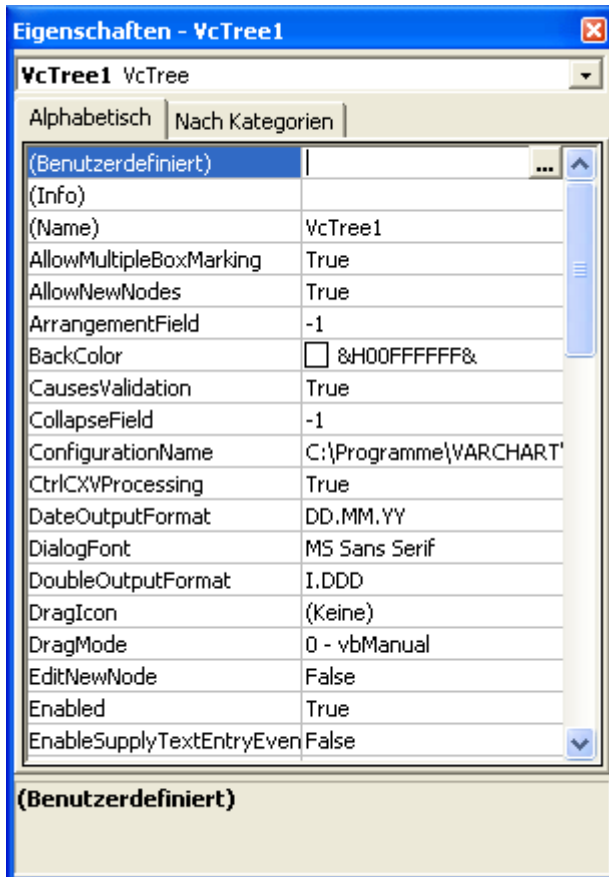 Eigenschaften - VcTree1
VcTree1 VcTree
Alphabetisch Nach Kategorien
(Benutzerdefiniert) ...
(Info)
(Name) VcTree1
AllowMultipleBoxMarking True
AllowNewNodes True
ArrangementField -1
BackColor &H00FFFFFF&
CausesValidation True
CollapseField -1
ConfigurationName C:\Programme\VARCHART\
CtrlCXVProcessing True
DateOutputFormat DD.MM.YY
DialogFont MS Sans Serif
DoubleOutputFormat I.DDD
DragIcon (Keine)
DragMode 0 - vbManual
EditNewNode False
Enabled True
EnableSupplyTextEntryEven False
(Benutzerdefiniert)